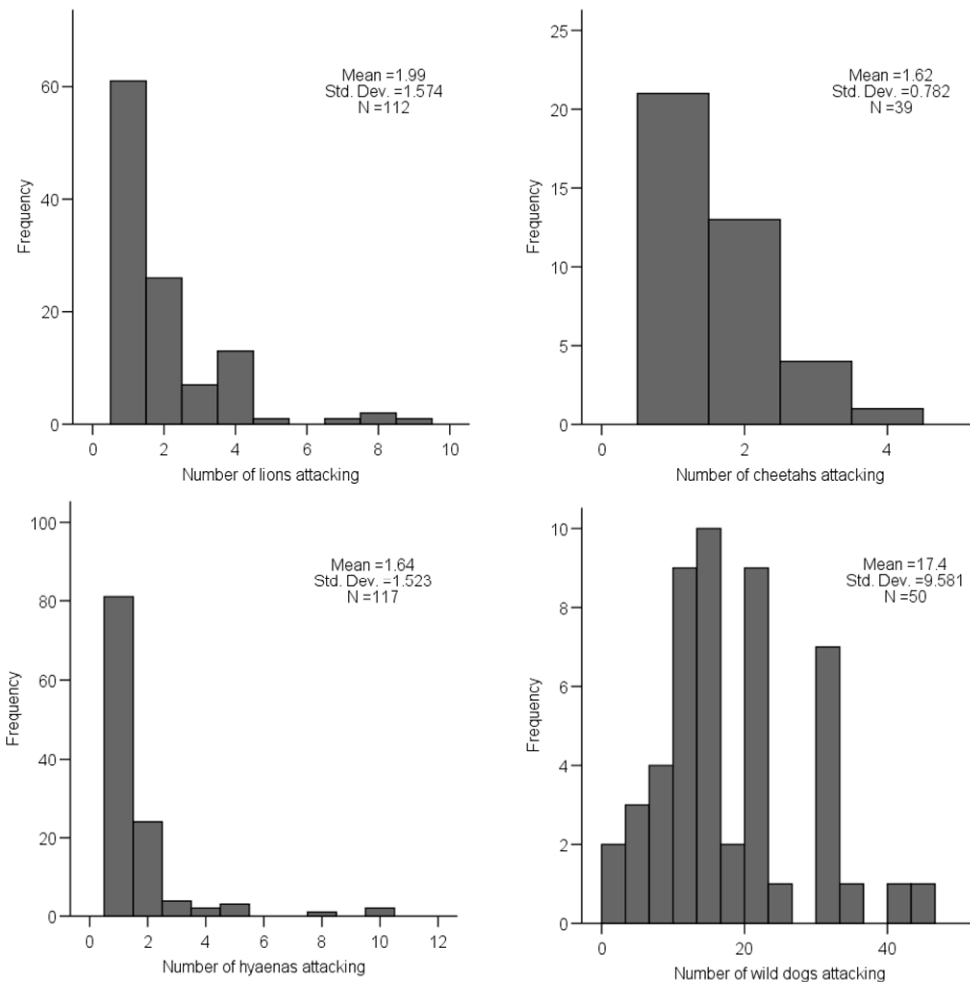 Mean =1.99
Std. Dev. =1.574
N =112
Frequency
60
40
20
0
0 2 4 6 8 10
Number of lions attacking
Mean =1.62
Std. Dev. =0.782
N =39
Frequency
25
20
15
10
5
0
0 2 4
Number of cheetahs attacking
Mean =1.64
Std. Dev. =1.523
N =117
Frequency
100
80
60
40
20
0
0 2 4 6 8 10 12
Number of hyaenas attacking
Mean =17.4
Std. Dev. =9.581
N =50
Frequency
10
8
6
4
2
0
0 20 40
Number of wild dogs attacking